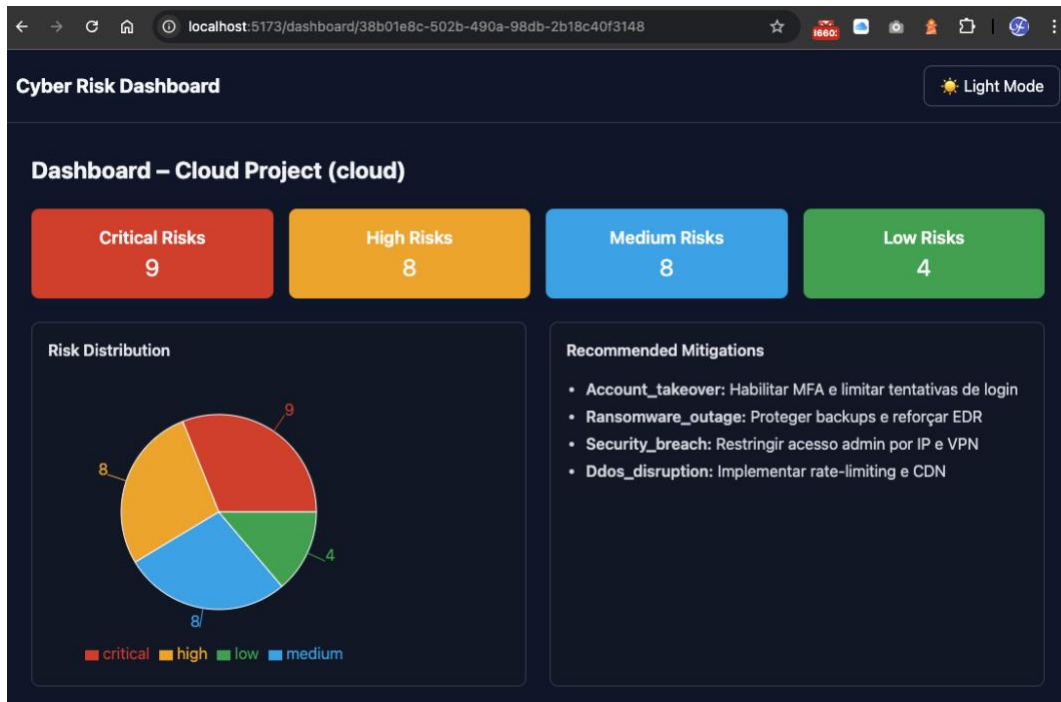 localhost:5173/dashboard/38b01e8c-502b-490a-98db-2b18c40f3148
Cyber Risk Dashboard
Light Mode
Dashboard – Cloud Project (cloud)
Critical Risks
9
High Risks
8
Medium Risks
8
Low Risks
4
Risk Distribution
9
8
4
8
critical high low medium
Recommended Mitigations
• Account_takeover: Habilitar MFA e limitar tentativas de login
• Ransomware_outage: Proteger backups e reforçar EDR
• Security_breach: Restringir acesso admin por IP e VPN
• Ddos_disruption: Implementar rate-limiting e CDN